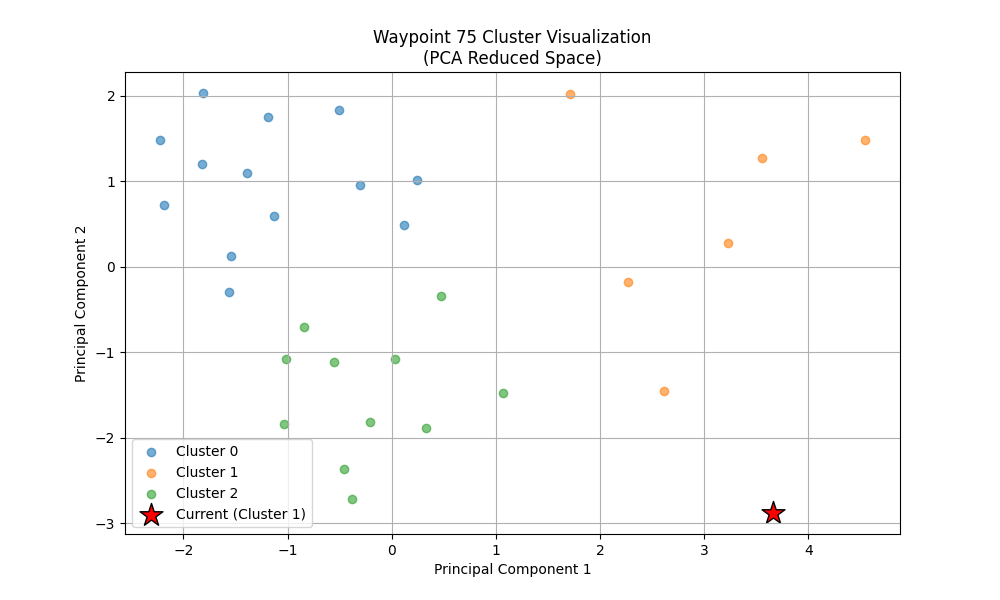 Waypoint 75 Cluster Visualization
(PCA Reduced Space)
Principal Component 2
2
1
0
−1
−2
−3
Cluster 0
Cluster 1
Cluster 2
Current (Cluster 1)
−2 −1 0 1 2 3 4
Principal Component 1